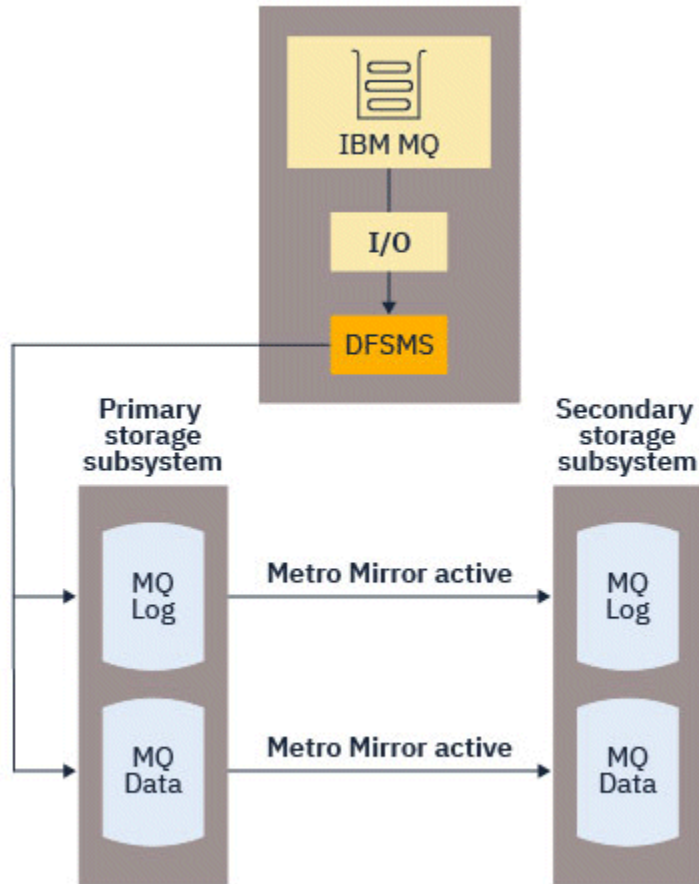 IBM MQ
I/O
DFSMS
Primary
storage
subsystem
Secondary
storage
subsystem
MQ
Log
Metro Mirror active
MQ
Log
MQ
Data
Metro Mirror active
MQ
Data